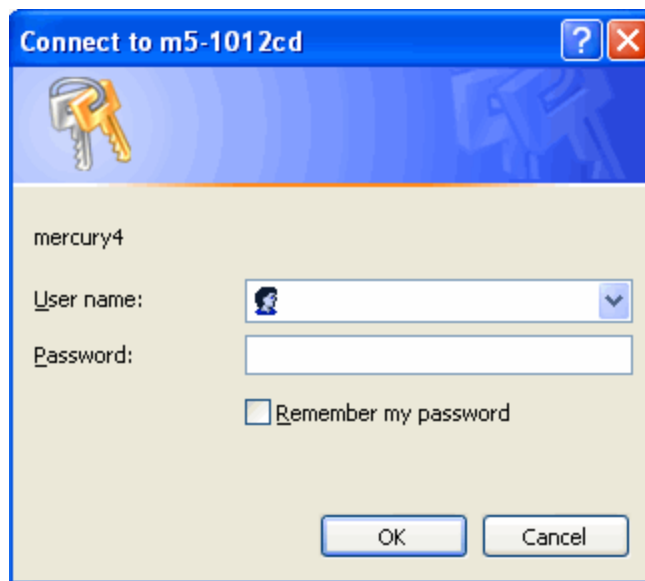 Connect to m5-1012cd
?
mercury4
User name:
Password:
Remember my password
OK
Cancel